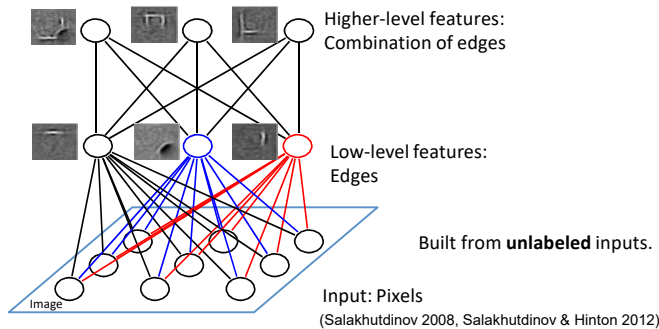 Higher-level features:
Combination of edges
Low-level features:
Edges
Built from unlabeled inputs.
Image
Input: Pixels
(Salakhutdinov 2008, Salakhutdinov & Hinton 2012)